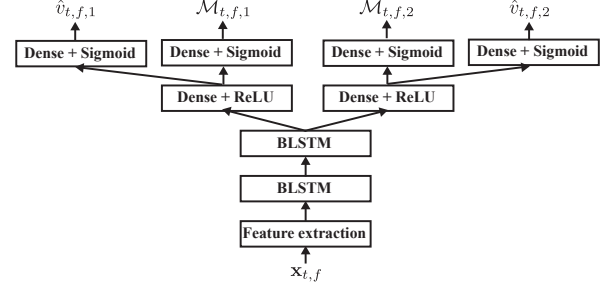 v̂_{t,f,1} M_{t,f,1} M_{t,f,2} v̂_{t,f,2}
Dense + Sigmoid Dense + Sigmoid Dense + Sigmoid Dense + Sigmoid
Dense + ReLU Dense + ReLU
BLSTM
BLSTM
Feature extraction
x_{t,f}